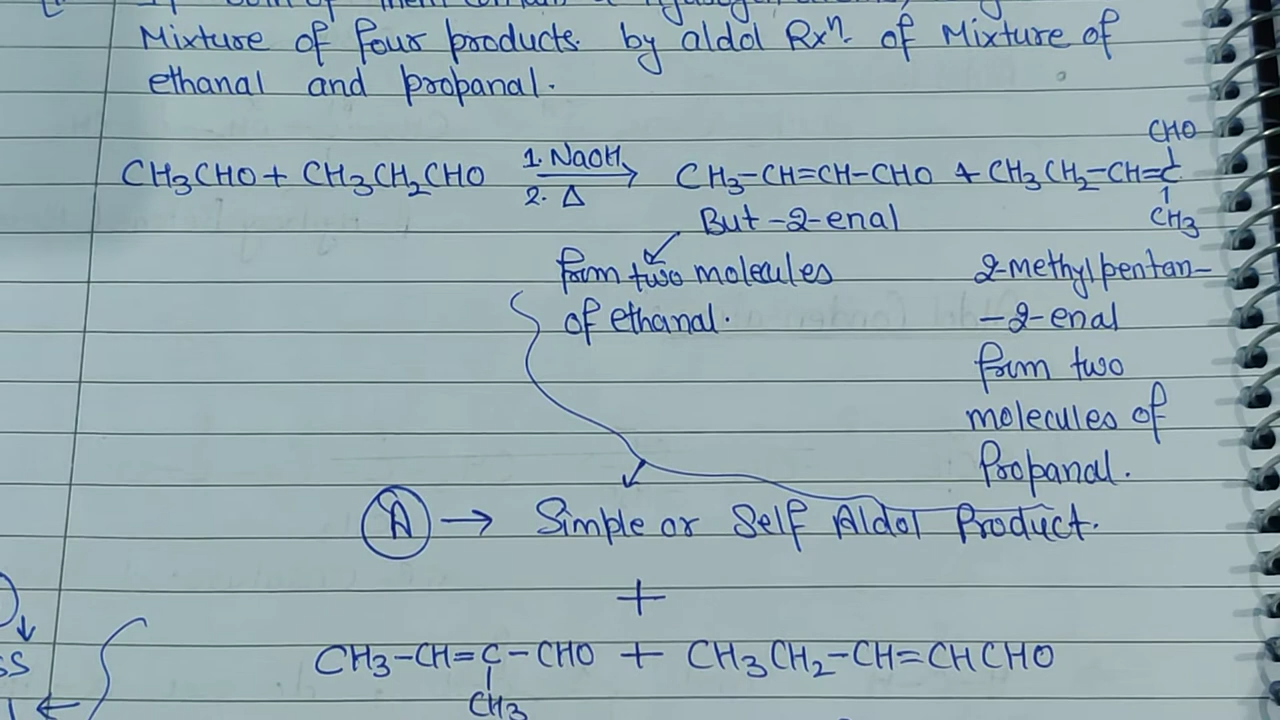 Mixture of four products. by aldol Rxn. of Mixture of
ethanal and propanal.
CHO
CH3CHO + CH3CH2CHO 1. NaOH 2. Δ → CH3-CH=CH-CHO + CH3CH2-CH=C
CH3
But-2-enal
from two molecules
of ethanal.
2-methylpentan-
-2-enal
from two
molecules of
Propanal.
A → Simple or Self Aldol Product.
+
CH3-CH=C-CHO + CH3CH2-CH=CHCHO
CH3